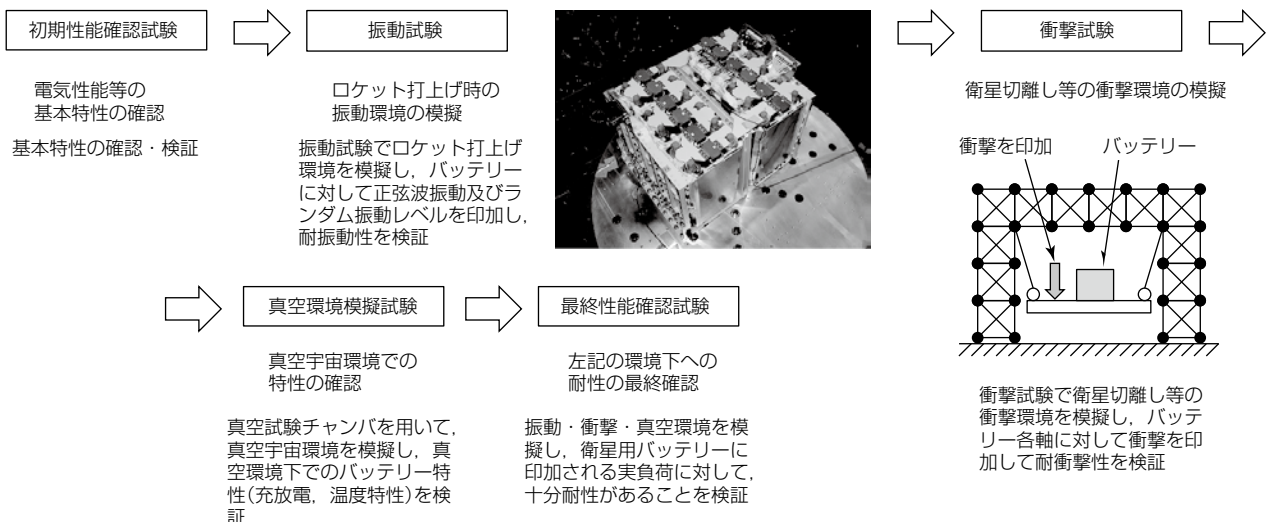 初期性能確認試験
電気性能等の
基本特性の確認
基本特性の確認・検証
振動試験
ロケット打上げ時の
振動環境の模擬
振動試験でロケット打上げ
環境を模擬し，バッテリー
に対して正弦波振動及びラ
ンダム振動レベルを印加し，
耐振動性を検証
衝撃試験
衛星切離し等の衝撃環境の模擬
衝撃を印加
バッテリー
衝撃試験で衛星切離し等の
衝撃環境を模擬し，バッテ
リー各軸に対して衝撃を印
加して耐衝撃性を検証
真空環境模擬試験
真空宇宙環境での
特性の確認
真空試験チャンバを用いて，
真空宇宙環境を模擬し，真
空環境下でのバッテリー特
性(充放電，温度特性)を検
証
最終性能確認試験
左記の環境下への
耐性の最終確認
振動・衝撃・真空環境を模
擬し，衛星用バッテリーに
印加される実負荷に対して，
十分耐性があることを検証